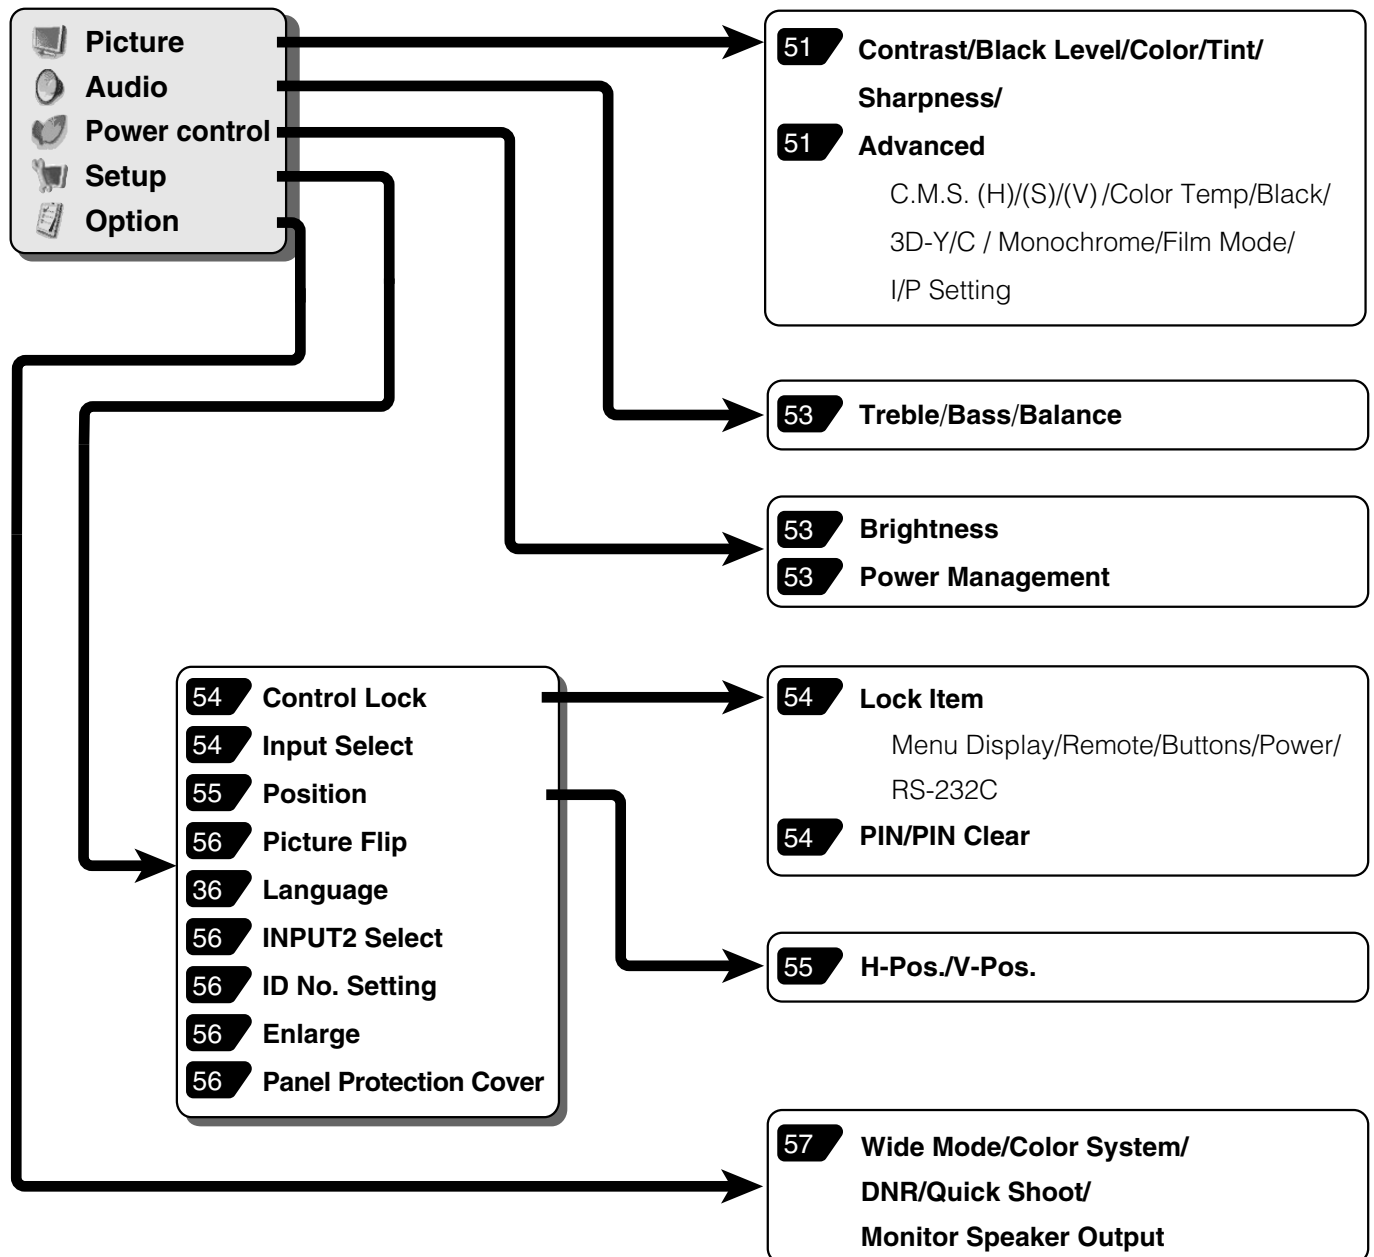 Picture
Audio
Power control
Setup
Option
51 Contrast/Black Level/Color/Tint/
Sharpness/
51 Advanced
C.M.S. (H)/(S)/(V) /Color Temp/Black/
3D-Y/C / Monochrome/Film Mode/
I/P Setting
53 Treble/Bass/Balance
53 Brightness
53 Power Management
54 Control Lock
54 Input Select
55 Position
56 Picture Flip
36 Language
56 INPUT2 Select
56 ID No. Setting
56 Enlarge
56 Panel Protection Cover
54 Lock Item
Menu Display/Remote/Buttons/Power/
RS-232C
54 PIN/PIN Clear
55 H-Pos./V-Pos.
57 Wide Mode/Color System/
DNR/Quick Shoot/
Monitor Speaker Output